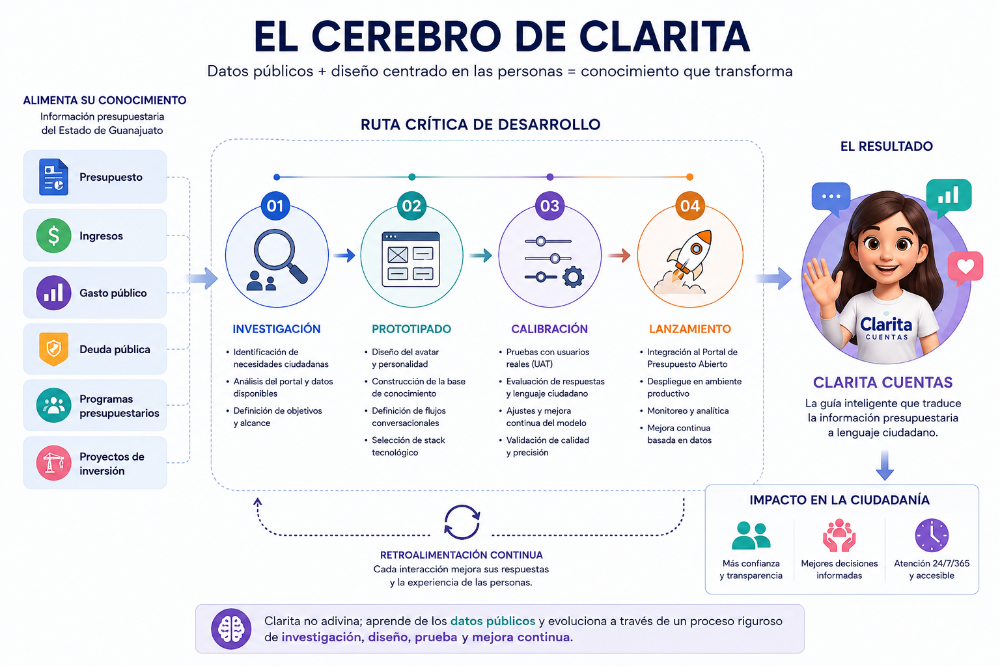 EL CEREBRO DE CLARITA
Datos públicos + diseño centrado en las personas = conocimiento que transforma
ALIMENTA SU CONOCIMIENTO
Información presupuestaria
del Estado de Guanajuato
Presupuesto
$
Ingresos
Gasto público
Deuda pública
Programas
presupuestarios
Proyectos de
inversión
RUTA CRÍTICA DE DESARROLLO
01
INVESTIGACIÓN
• Identificación de
necesidades ciudadanas
• Análisis del portal y datos
disponibles
• Definición de objetivos
y alcance
02
PROTOTIPADO
• Diseño del avatar
y personalidad
• Construcción de la base
de conocimiento
• Definición de flujos
conversacionales
• Selección de stack
tecnológico
03
CALIBRACIÓN
• Pruebas con usuarios
reales (UAT)
• Evaluación de respuestas
y lenguaje ciudadano
• Ajustes y mejora
continua del modelo
• Validación de calidad
y precisión
04
LANZAMIENTO
• Integración al Portal de
Presupuesto Abierto
• Despliegue en ambiente
productivo
• Monitoreo y analítica
• Mejora continua
basada en datos
RETROALIMENTACIÓN CONTINUA
Cada interacción mejora sus respuestas
y la experiencia de las personas.
EL RESULTADO
Clarita
CUENTAS
CLARITA CUENTAS
La guía inteligente que traduce
la información presupuestaria
a lenguaje ciudadano.
IMPACTO EN LA CIUDADANÍA
Más confianza
y transparencia
Mejores decisiones
informadas
Atención 24/7/365
y accesible
Clarita no adivina; aprende de los datos públicos y evoluciona a través de un proceso riguroso
de investigación, diseño, prueba y mejora continua.